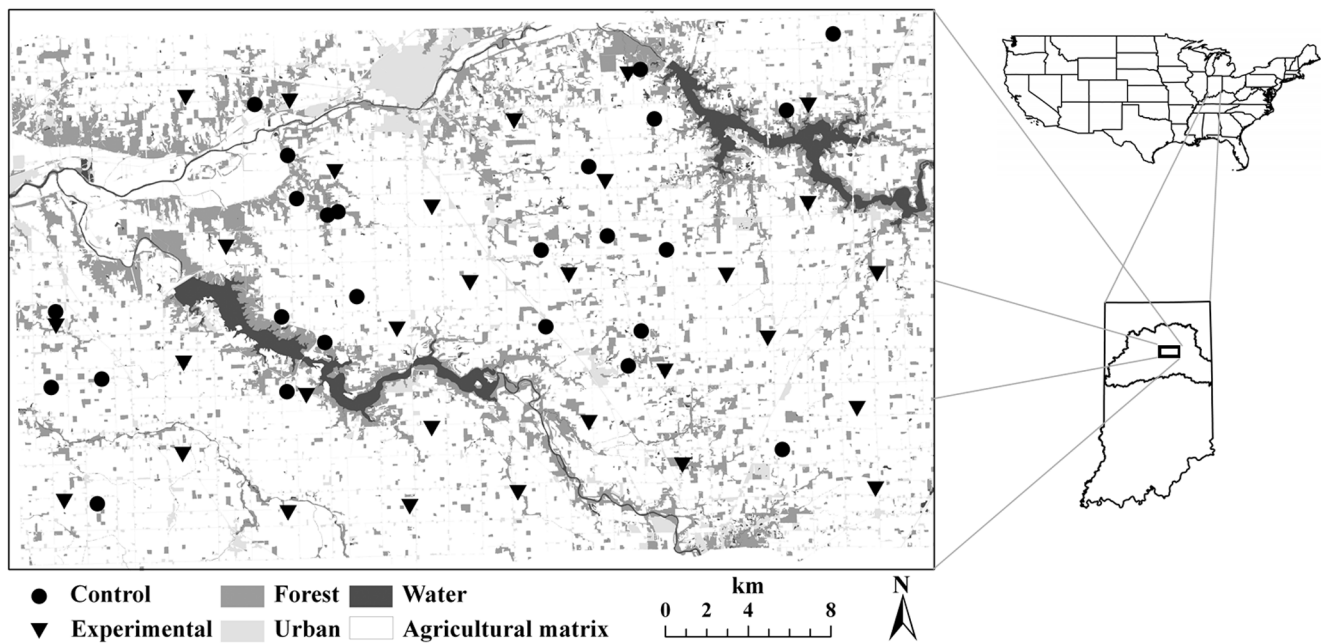 km
N
Control Forest Water
0 2 4 8
Experimental Urban Agricultural matrix